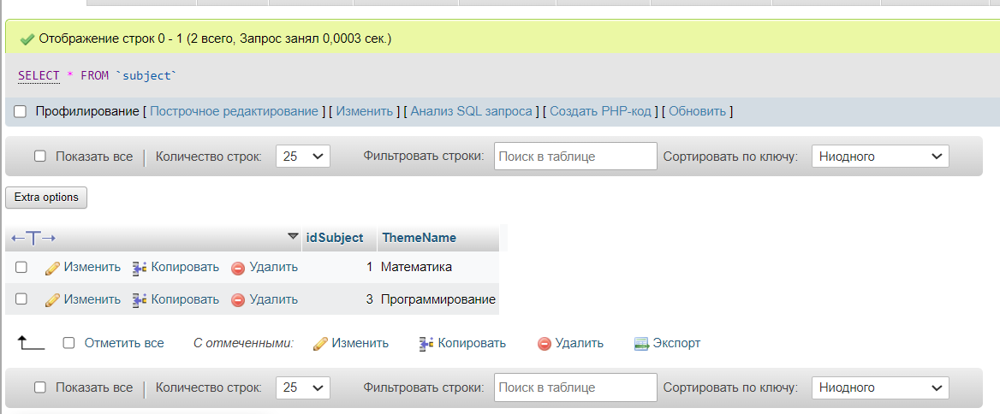 Отображение строк 0 - 1 (2 всего, Запрос занял 0,0003 сек.)
SELECT * FROM `subject`
Профилирование [ Построчное редактирование ] [ Изменить ] [ Анализ SQL запроса ] [ Создать PHP-код ] [ Обновить ]
Показать все | Количество строк: 25 Фильтровать строки: Поиск в таблице Сортировать по ключу: Ниодного
Extra options
←T→ idSubject ThemeName
Изменить Копировать Удалить 1 Математика
Изменить Копировать Удалить 3 Программирование
Отметить все С отмеченными: Изменить Копировать Удалить Экспорт
Показать все | Количество строк: 25 Фильтровать строки: Поиск в таблице Сортировать по ключу: Ниодного